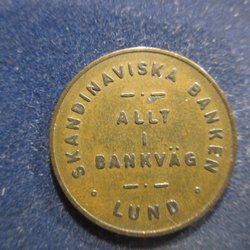 SKANDINAVISKA BANKEN
ALLT
I
BANKVÄG
· LUND ·